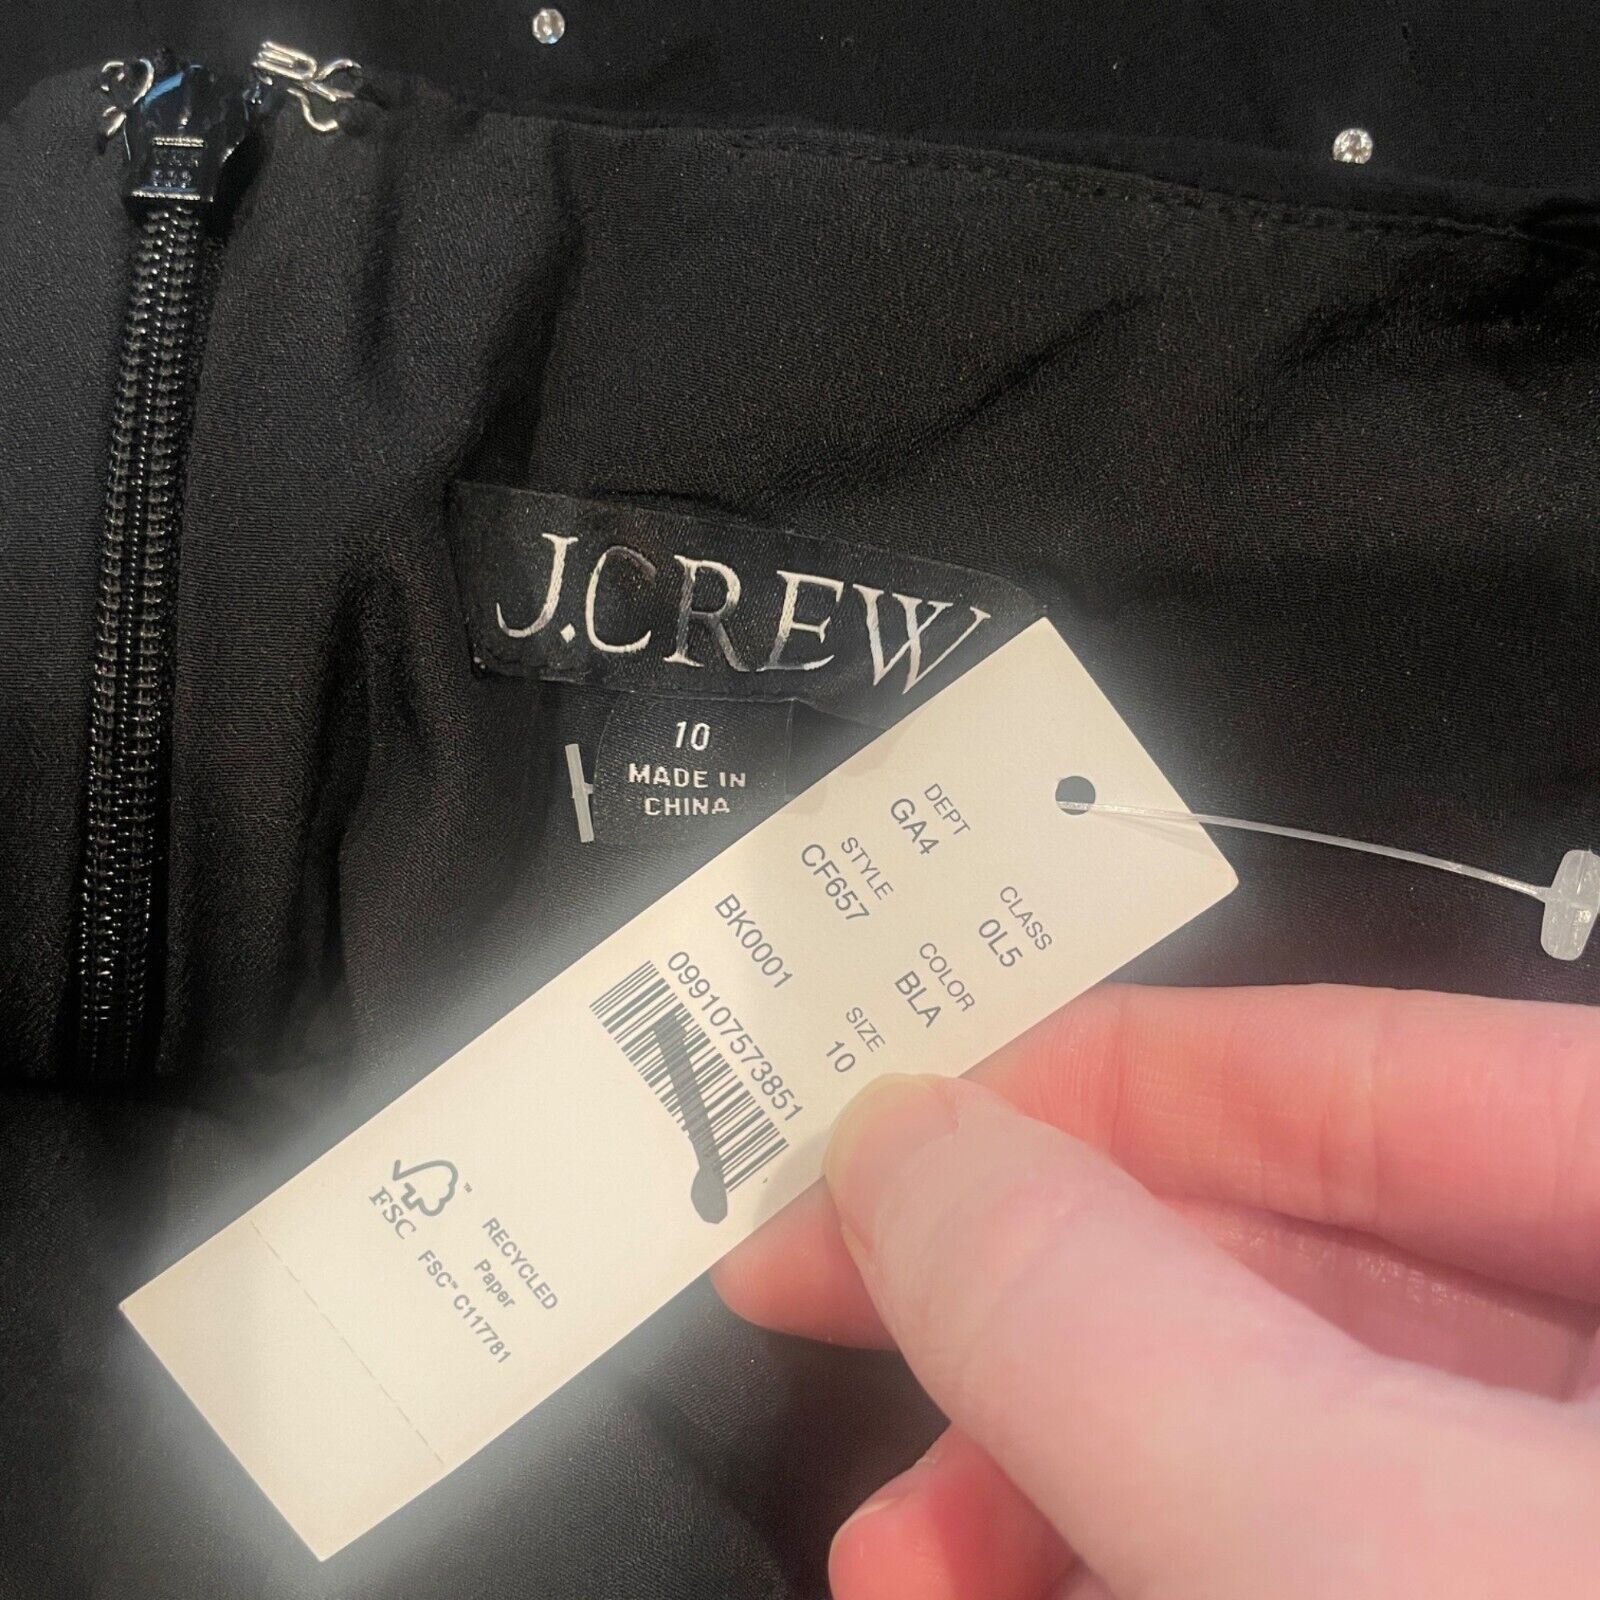 J.CREW
10
MADE IN
CHINA
DEPT CLASS
GA4 0L5
STYLE COLOR SIZE
CF657 BLA 10
BK0001
099107573851
FSC
™
RECYCLED
Paper
FSC™ C117781